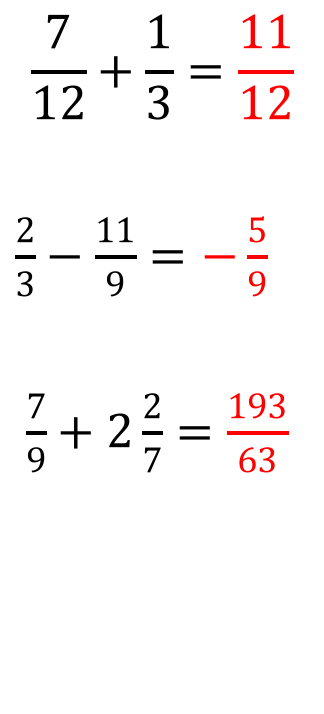 7/12 + 1/3 = 11/12
2/3 − 11/9 = − 5/9
7/9 + 2 2/7 = 193/63